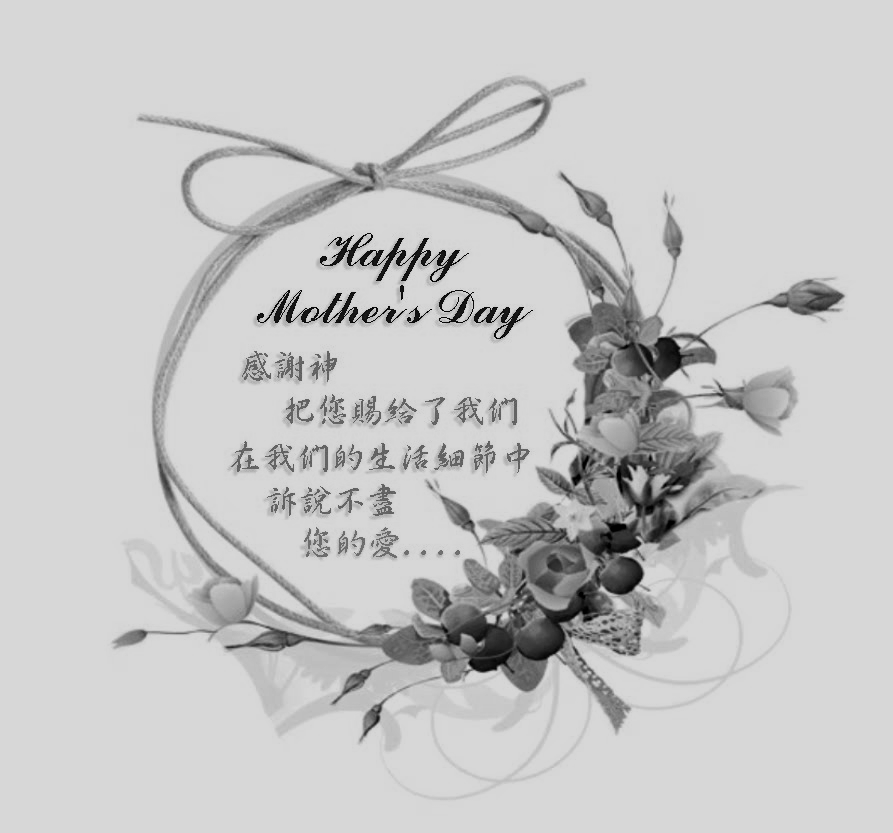 Happy
Mother's Day
感謝神
把您賜給了我們
在我們的生活細節中
訴說不盡
您的愛....